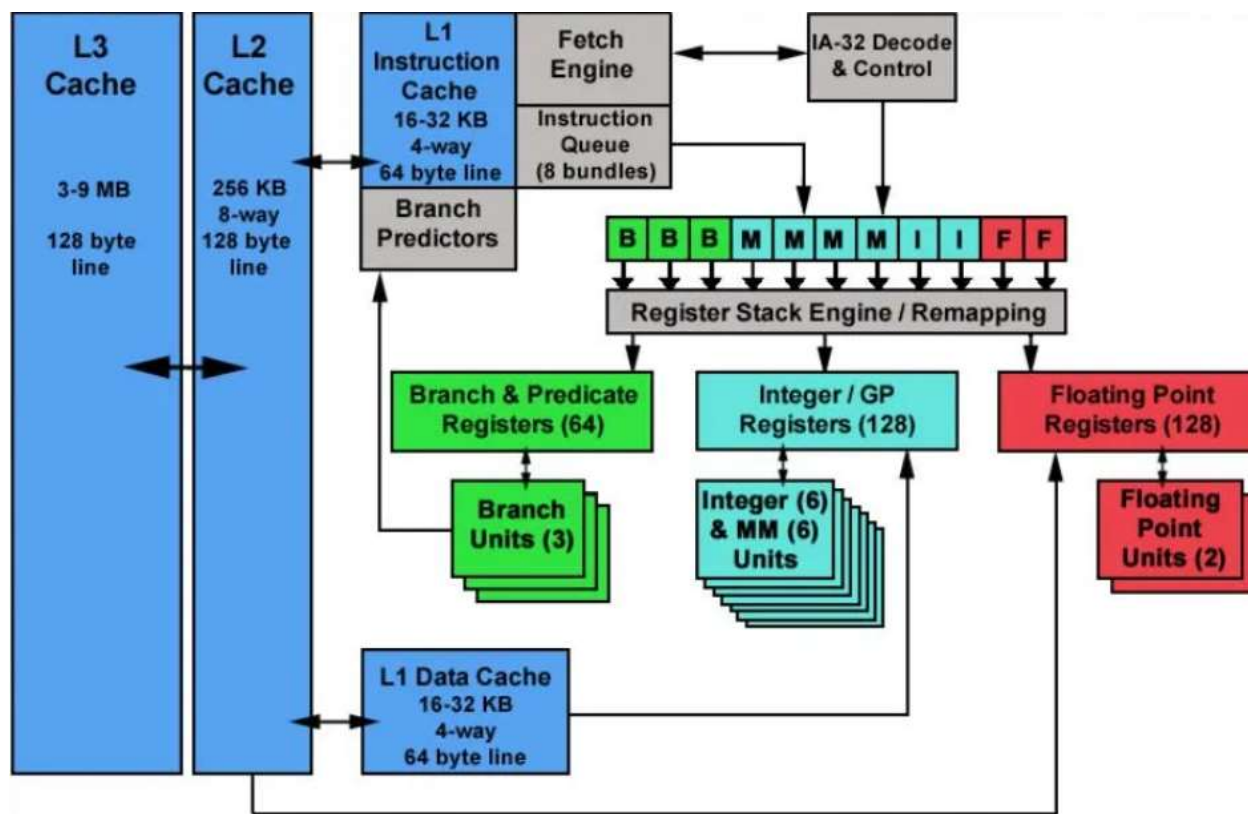 L3
Cache
3-9 MB
128 byte
line
L2
Cache
256 KB
8-way
128 byte
line
L1
Instruction
Cache
16-32 KB
4-way
64 byte line
Fetch
Engine
Instruction
Queue
(8 bundles)
Branch
Predictors
IA-32 Decode
& Control
B B B M M M M I I F F
Register Stack Engine / Remapping
Branch & Predicate
Registers (64)
Integer / GP
Registers (128)
Floating Point
Registers (128)
Branch
Units (3)
Integer (6)
& MM (6)
Units
Floating
Point
Units (2)
L1 Data Cache
16-32 KB
4-way
64 byte line